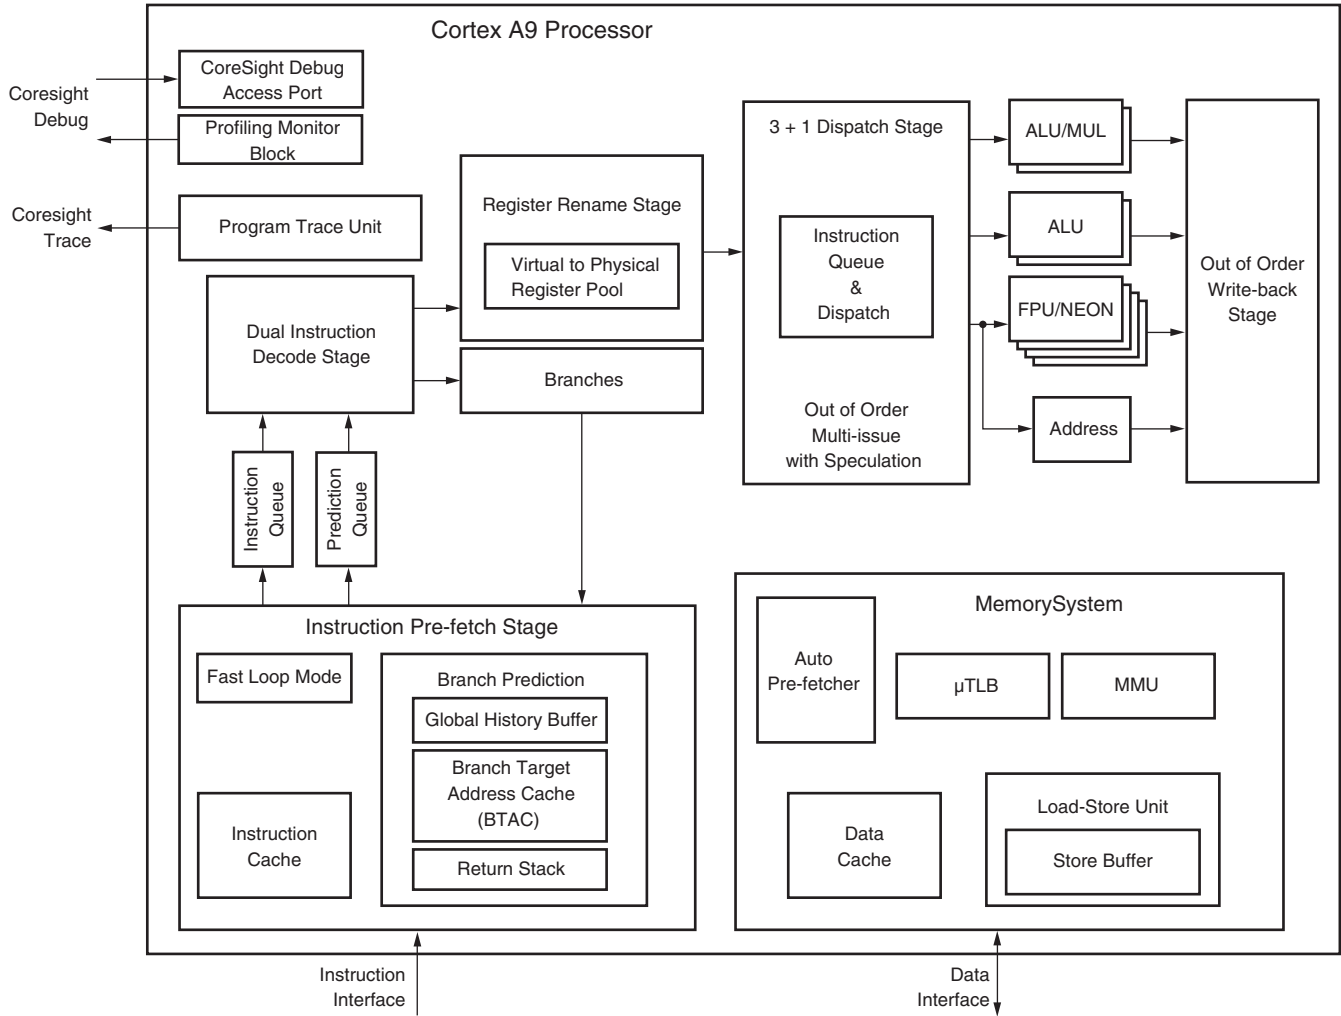 Cortex A9 Processor
CoreSight Debug
Access Port
Coresight
Debug
Profiling Monitor
Block
Coresight
Trace
Program Trace Unit
Register Rename Stage
Virtual to Physical
Register Pool
Dual Instruction
Decode Stage
Branches
3 + 1 Dispatch Stage
Instruction
Queue
&
Dispatch
Out of Order
Multi-issue
with Speculation
ALU/MUL
ALU
FPU/NEON
Address
Out of Order
Write-back
Stage
Instruction
Queue
Prediction
Queue
Instruction Pre-fetch Stage
Fast Loop Mode
Branch Prediction
Global History Buffer
Branch Target
Address Cache
(BTAC)
Return Stack
Instruction
Cache
MemorySystem
Auto
Pre-fetcher
µTLB
MMU
Data
Cache
Load-Store Unit
Store Buffer
Instruction
Interface
Data
Interface